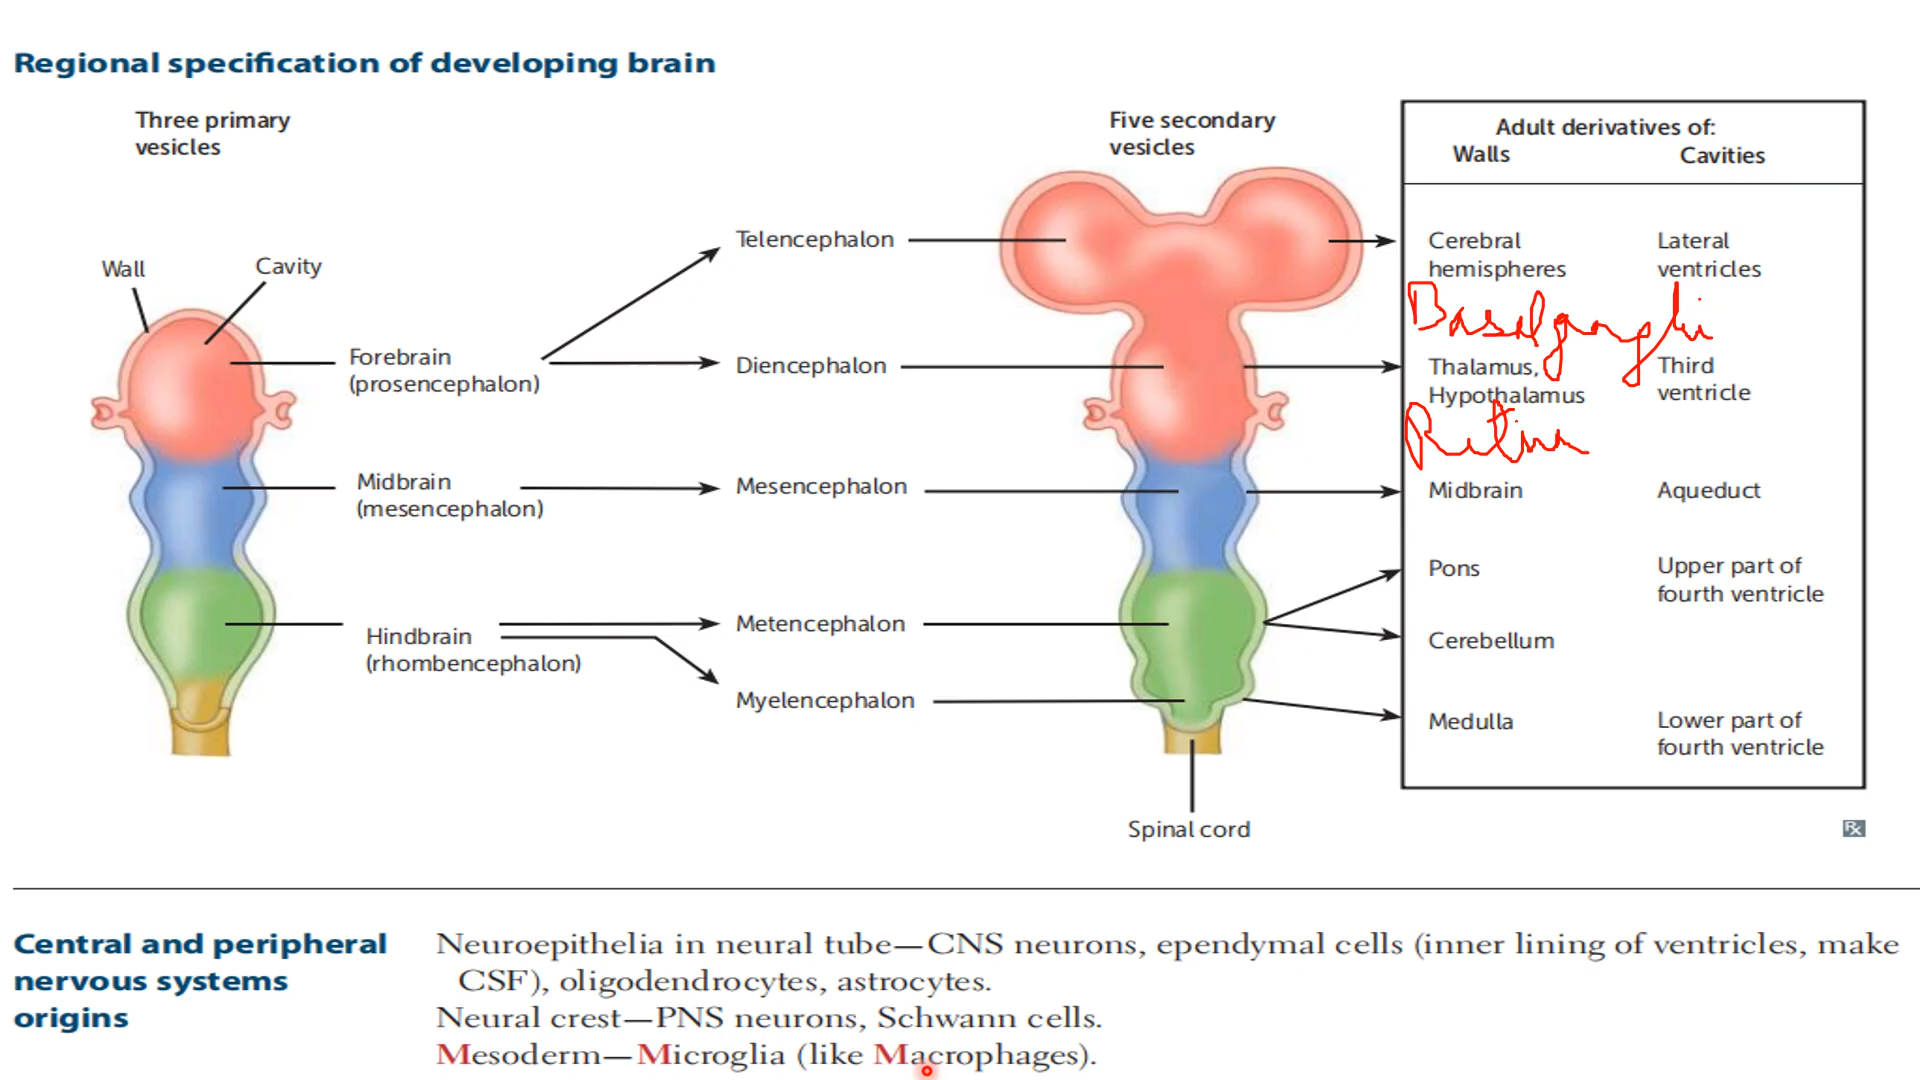 Regional specification of developing brain
Three primary
vesicles
Five secondary
vesicles
Adult derivatives of:
Walls Cavities
Wall
Cavity
Forebrain
(prosencephalon)
Midbrain
(mesencephalon)
Hindbrain
(rhombencephalon)
Telencephalon
Diencephalon
Mesencephalon
Metencephalon
Myelencephalon
Spinal cord
Cerebral
hemispheres
Lateral
ventricles
Basal gangli
Thalamus,
Hypothalamus
Third
ventricle
Retina
Midbrain
Aqueduct
Pons
Upper part of
fourth ventricle
Cerebellum
Medulla
Lower part of
fourth ventricle
Rx
Central and peripheral
nervous systems
origins
Neuroepithelia in neural tube—CNS neurons, ependymal cells (inner lining of ventricles, make
CSF), oligodendrocytes, astrocytes.
Neural crest—PNS neurons, Schwann cells.
Mesoderm—Microglia (like Macrophages).